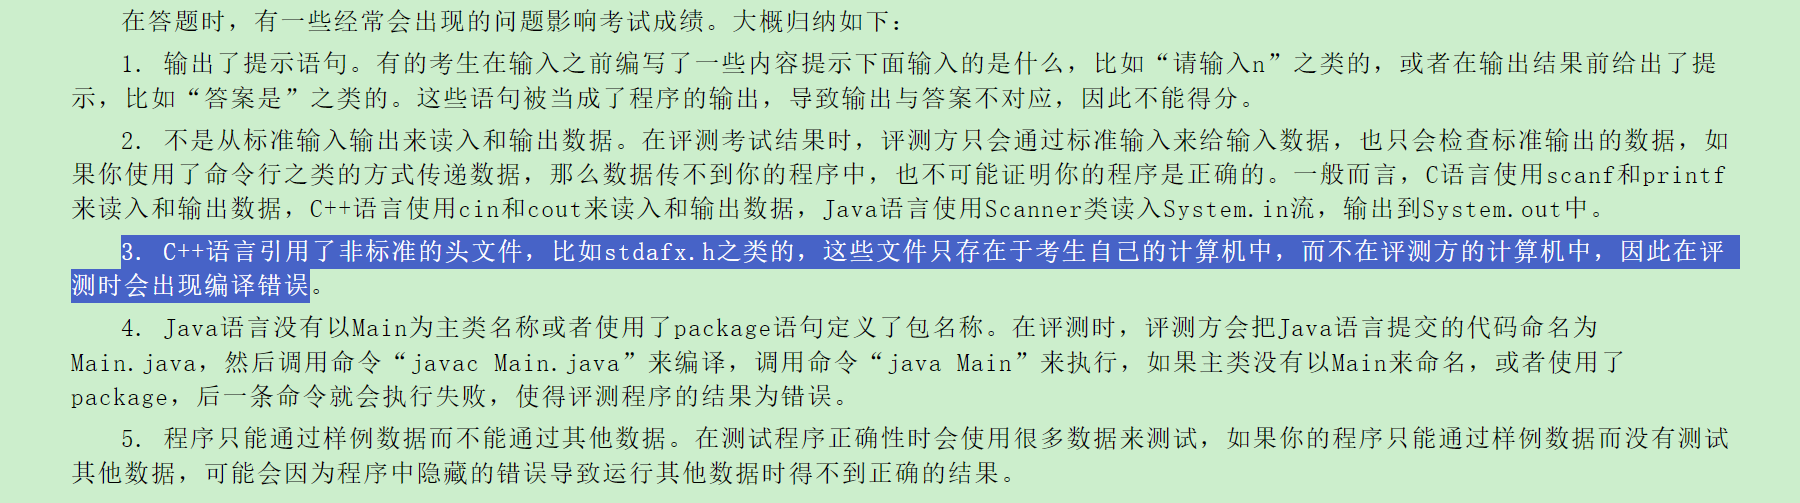 在答题时，有一些经常会出现的问题影响考试成绩。大概归纳如下：
1. 输出了提示语句。有的考生在输入之前编写了一些内容提示下面输入的是什么，比如“请输入n”之类的，或者在输出结果前给出了提
示，比如“答案是”之类的。这些语句被当成了程序的输出，导致输出与答案不对应，因此不能得分。
2. 不是从标准输入输出来读入和输出数据。在评测考试结果时，评测方只会通过标准输入来给输入数据，也只会检查标准输出的数据，如
果你使用了命令行之类的方式传递数据，那么数据传不到你的程序中，也不可能证明你的程序是正确的。一般而言，C语言使用scanf和printf
来读入和输出数据，C++语言使用cin和cout来读入和输出数据，Java语言使用Scanner类读入System.in流，输出到System.out中。
3. C++语言引用了非标准的头文件，比如stdafx.h之类的，这些文件只存在于考生自己的计算机中，而不在评测方的计算机中，因此在评
测时会出现编译错误。
4. Java语言没有以Main为主类名称或者使用了package语句定义了包名称。在评测时，评测方会把Java语言提交的代码命名为
Main.java，然后调用命令“javac Main.java”来编译，调用命令“java Main”来执行，如果主类没有以Main来命名，或者使用了
package，后一条命令就会执行失败，使得评测程序的结果为错误。
5. 程序只能通过样例数据而不能通过其他数据。在测试程序正确性时会使用很多数据来测试，如果你的程序只能通过样例数据而没有测试
其他数据，可能会因为程序中隐藏的错误导致运行其他数据时得不到正确的结果。